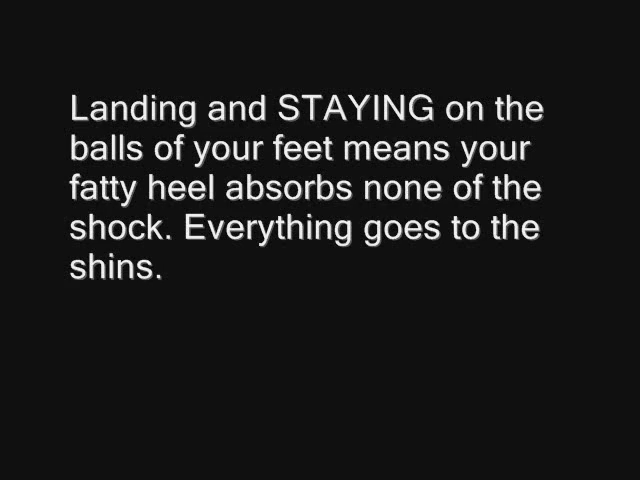 Landing and STAYING on the
balls of your feet means your
fatty heel absorbs none of the
shock. Everything goes to the
shins.